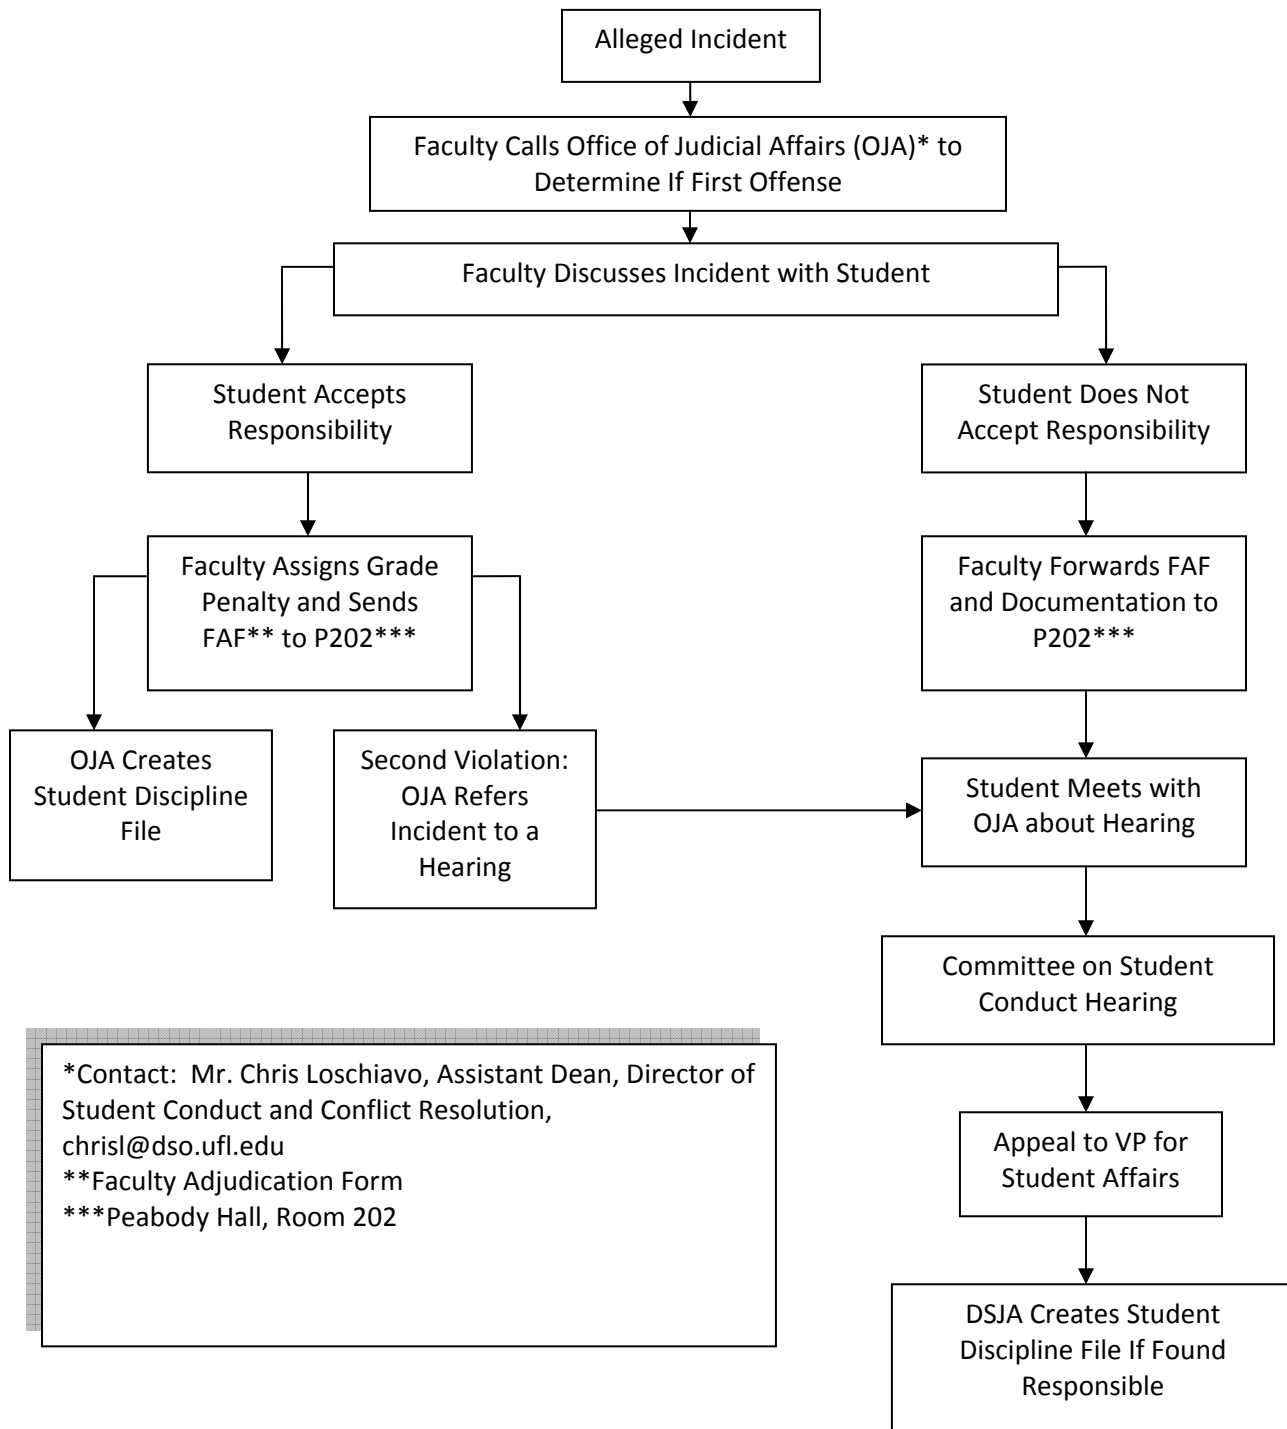 Alleged Incident
Faculty Calls Office of Judicial Affairs (OJA)* to
Determine If First Offense
Faculty Discusses Incident with Student
Student Accepts
Responsibility
Student Does Not
Accept Responsibility
Faculty Assigns Grade
Penalty and Sends
FAF** to P202***
Faculty Forwards FAF
and Documentation to
P202***
OJA Creates
Student Discipline
File
Second Violation:
OJA Refers
Incident to a
Hearing
Student Meets with
OJA about Hearing
Committee on Student
Conduct Hearing
Appeal to VP for
Student Affairs
DSJA Creates Student
Discipline File If Found
Responsible
*Contact: Mr. Chris Loschiavo, Assistant Dean, Director of
Student Conduct and Conflict Resolution,
chrisl@dso.ufl.edu
**Faculty Adjudication Form
***Peabody Hall, Room 202